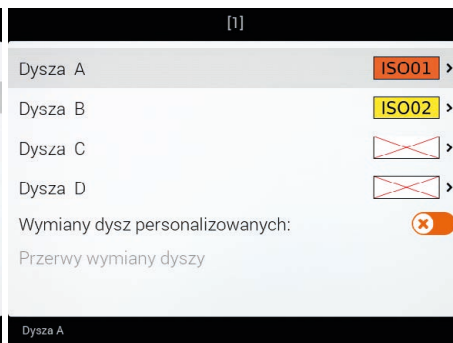 [1]
Dysza A ISO01
Dysza B ISO02
Dysza C
Dysza D
Wymiany dysz personalizowanych:
Przerwy wymiany dyszy
Dysza A